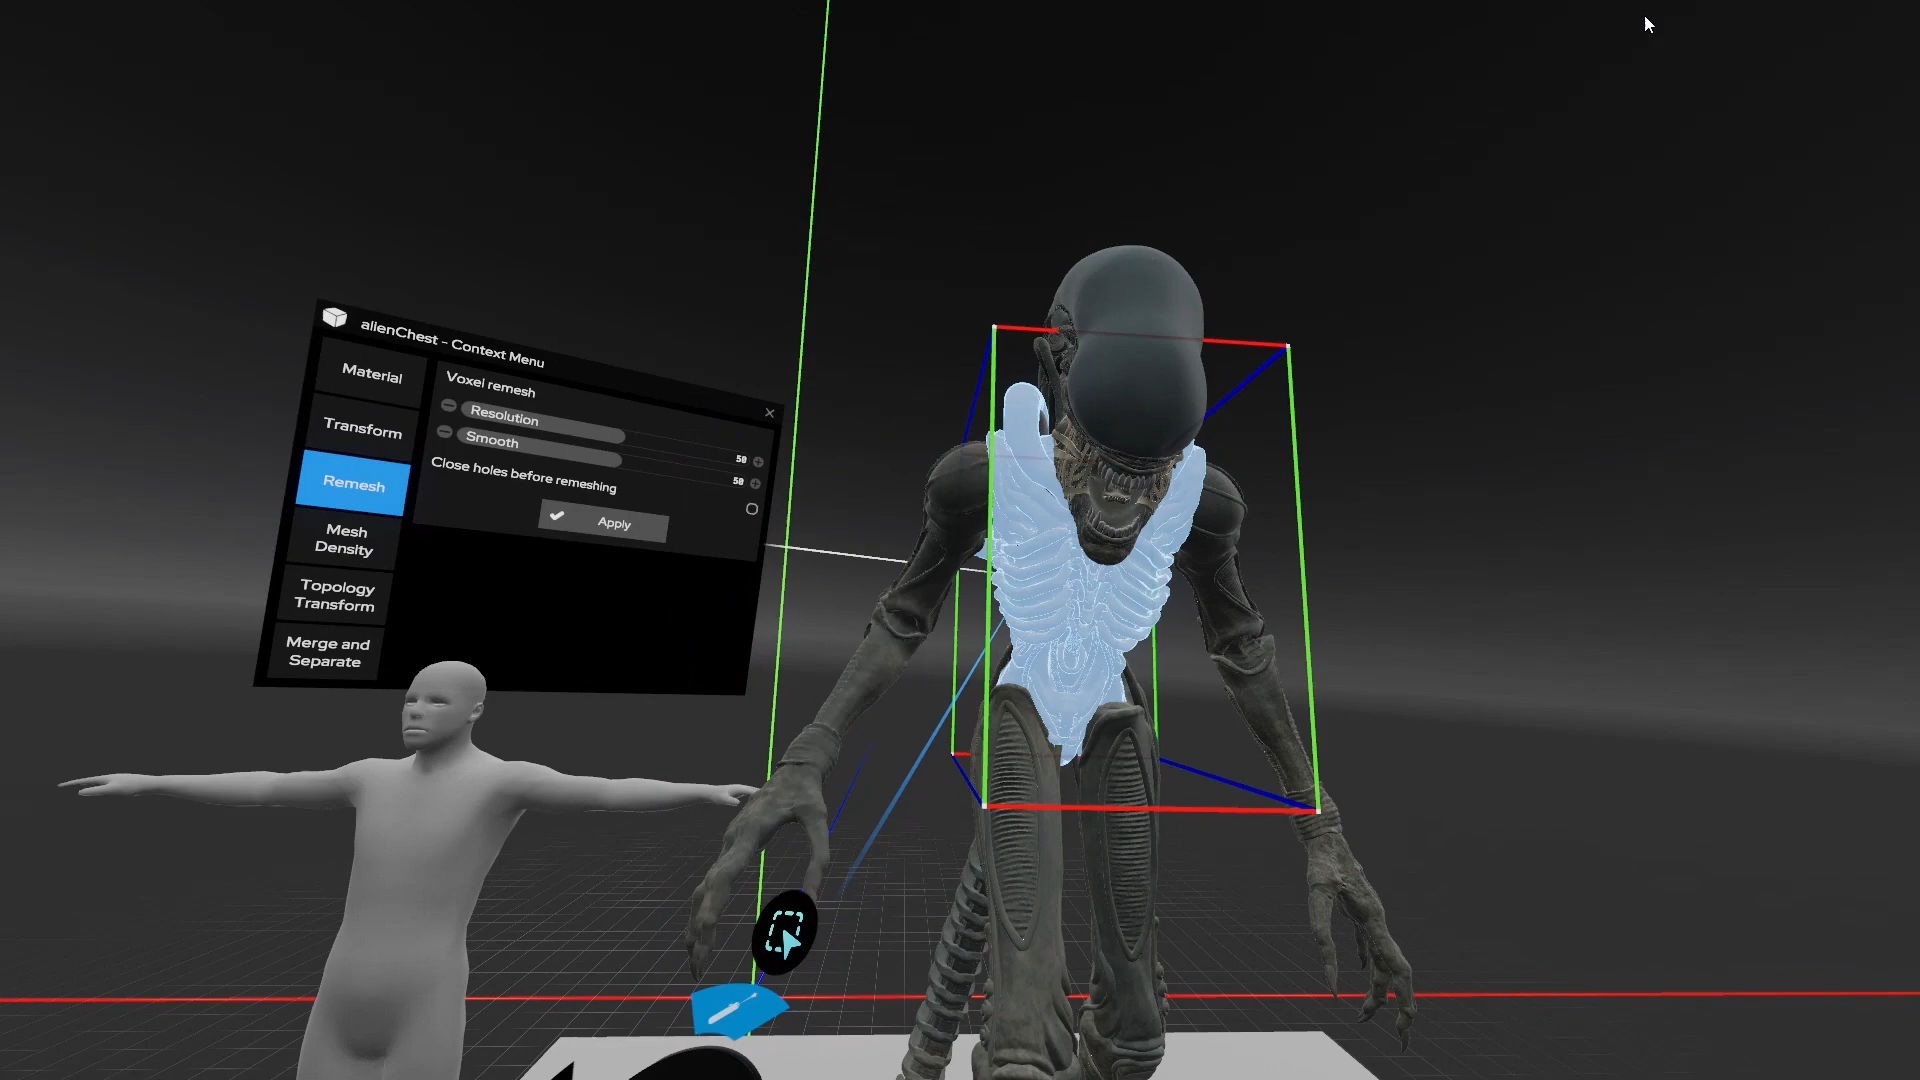 alienChest - Context Menu
Material
Transform
Remesh
Mesh
Density
Topology
Transform
Merge and
Separate
Voxel remesh
Resolution
50
Smooth
50
Close holes before remeshing
Apply